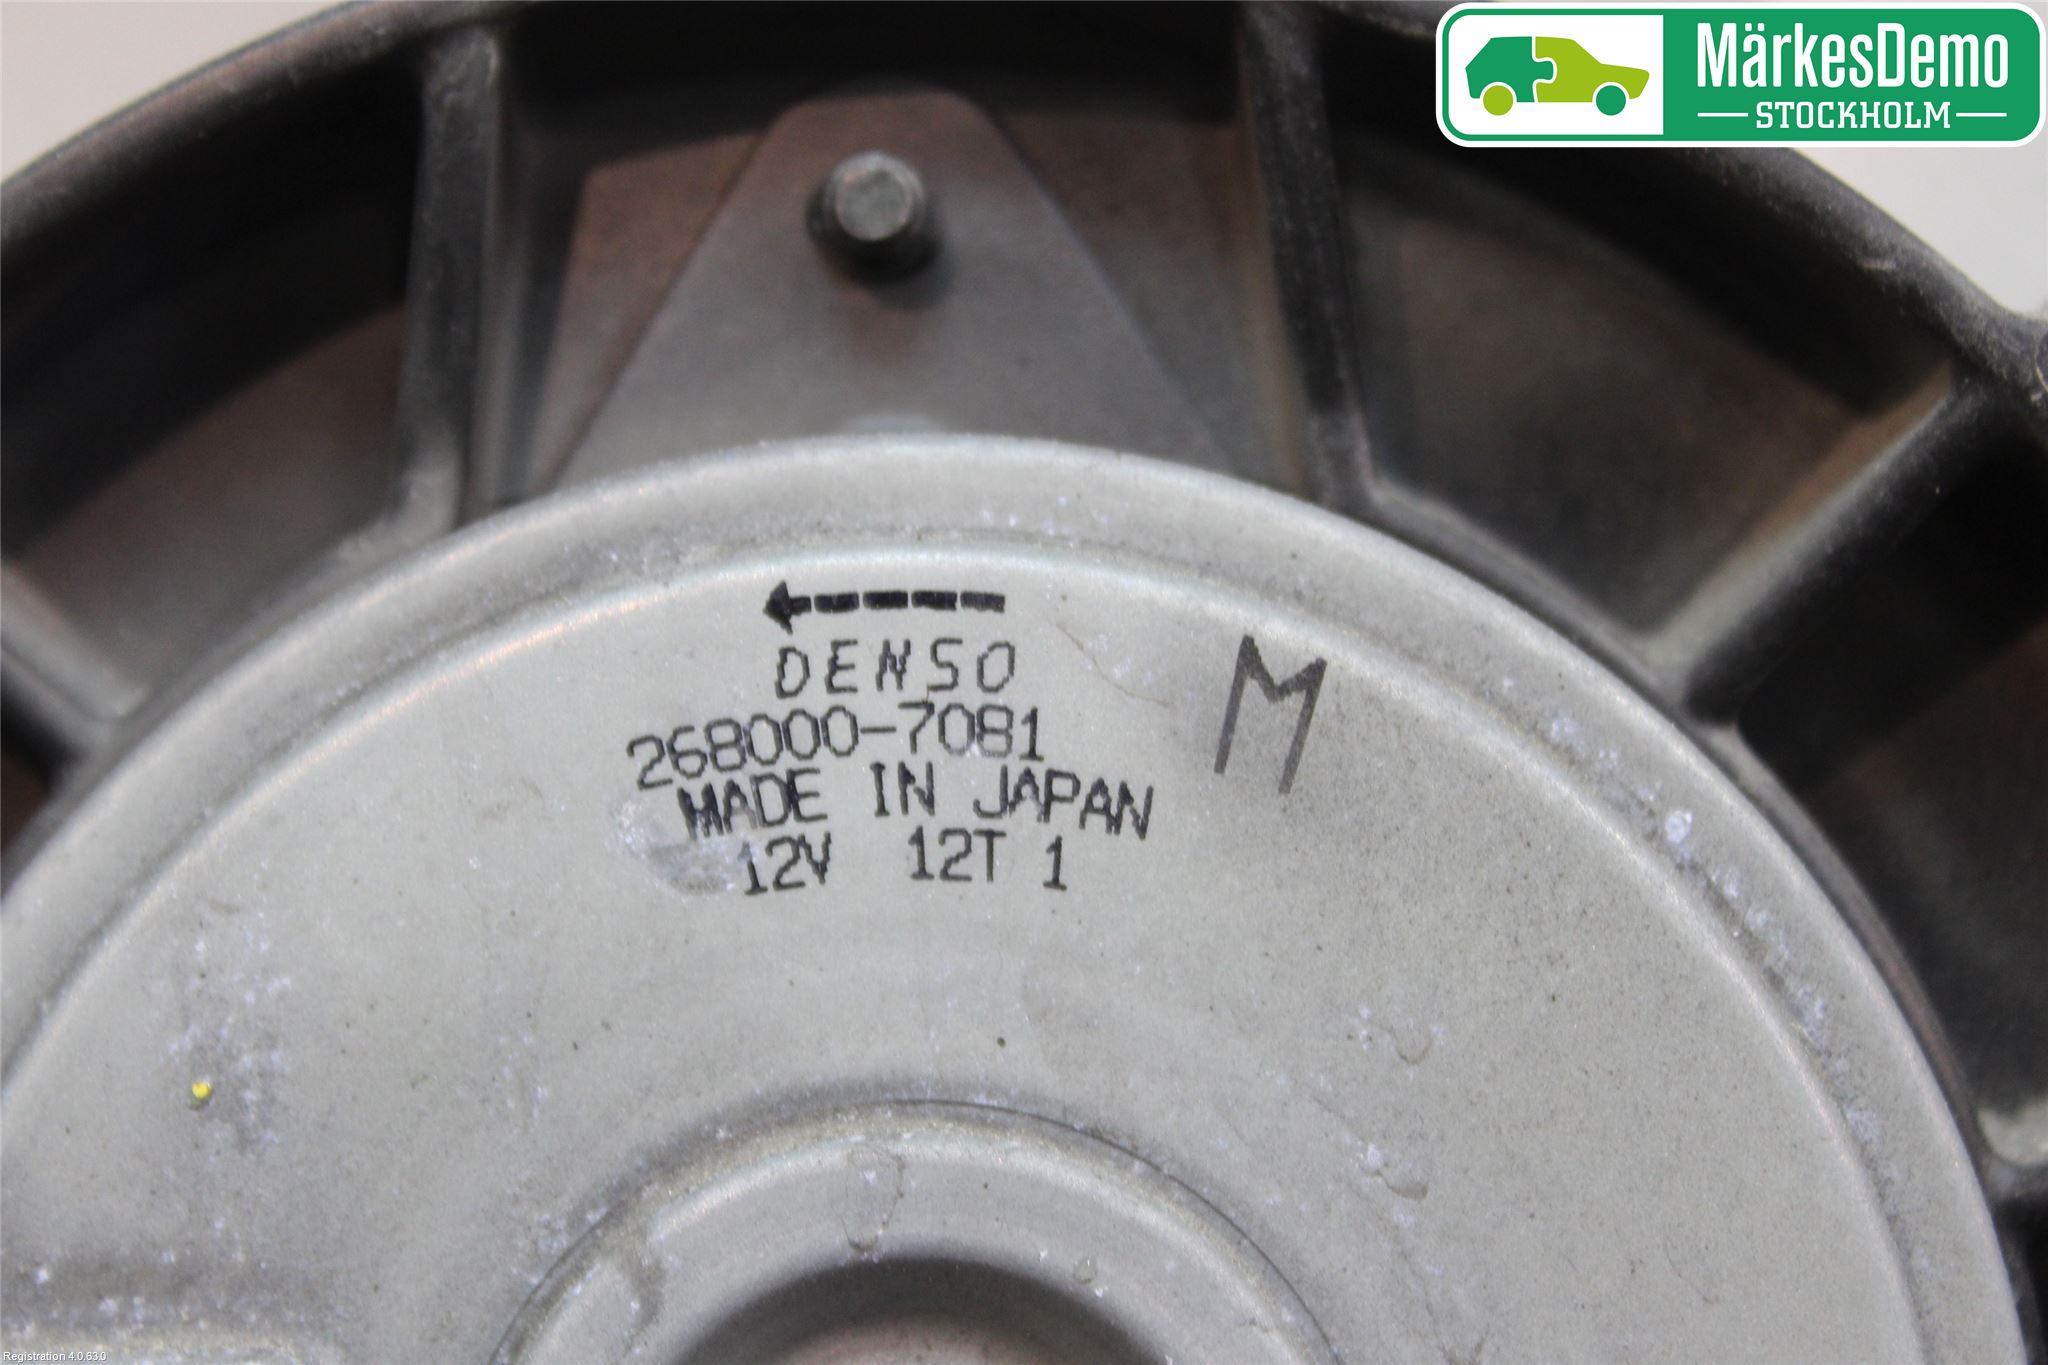 MärkesDemo
STOCKHOLM
DENSO
268000-7081
M
MADE IN JAPAN
12V 12T 1
Registration 4.0.63.0